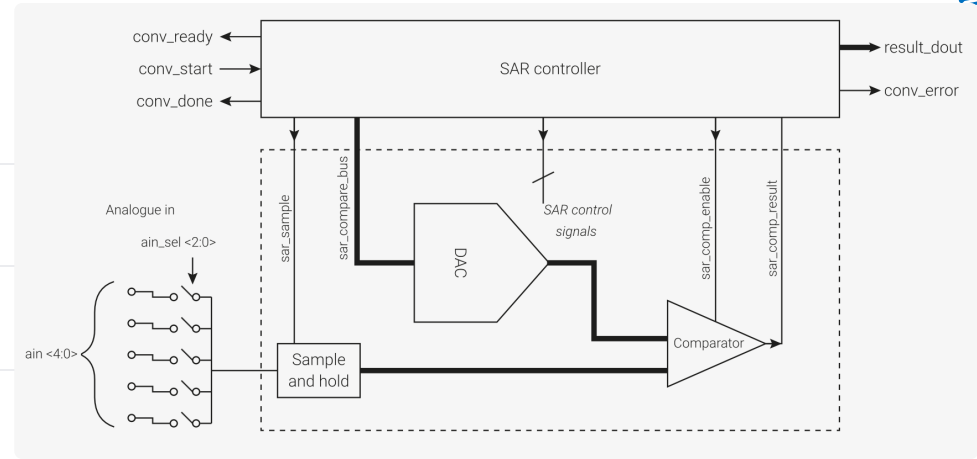 conv_ready
conv_start
conv_done
SAR controller
result_dout
conv_error
sar_sample
sar_compare_bus
SAR control
signals
sar_comp_enable
sar_comp_result
Analogue in
ain_sel <2:0>
DAC
ain <4:0>
Sample
and hold
Comparator